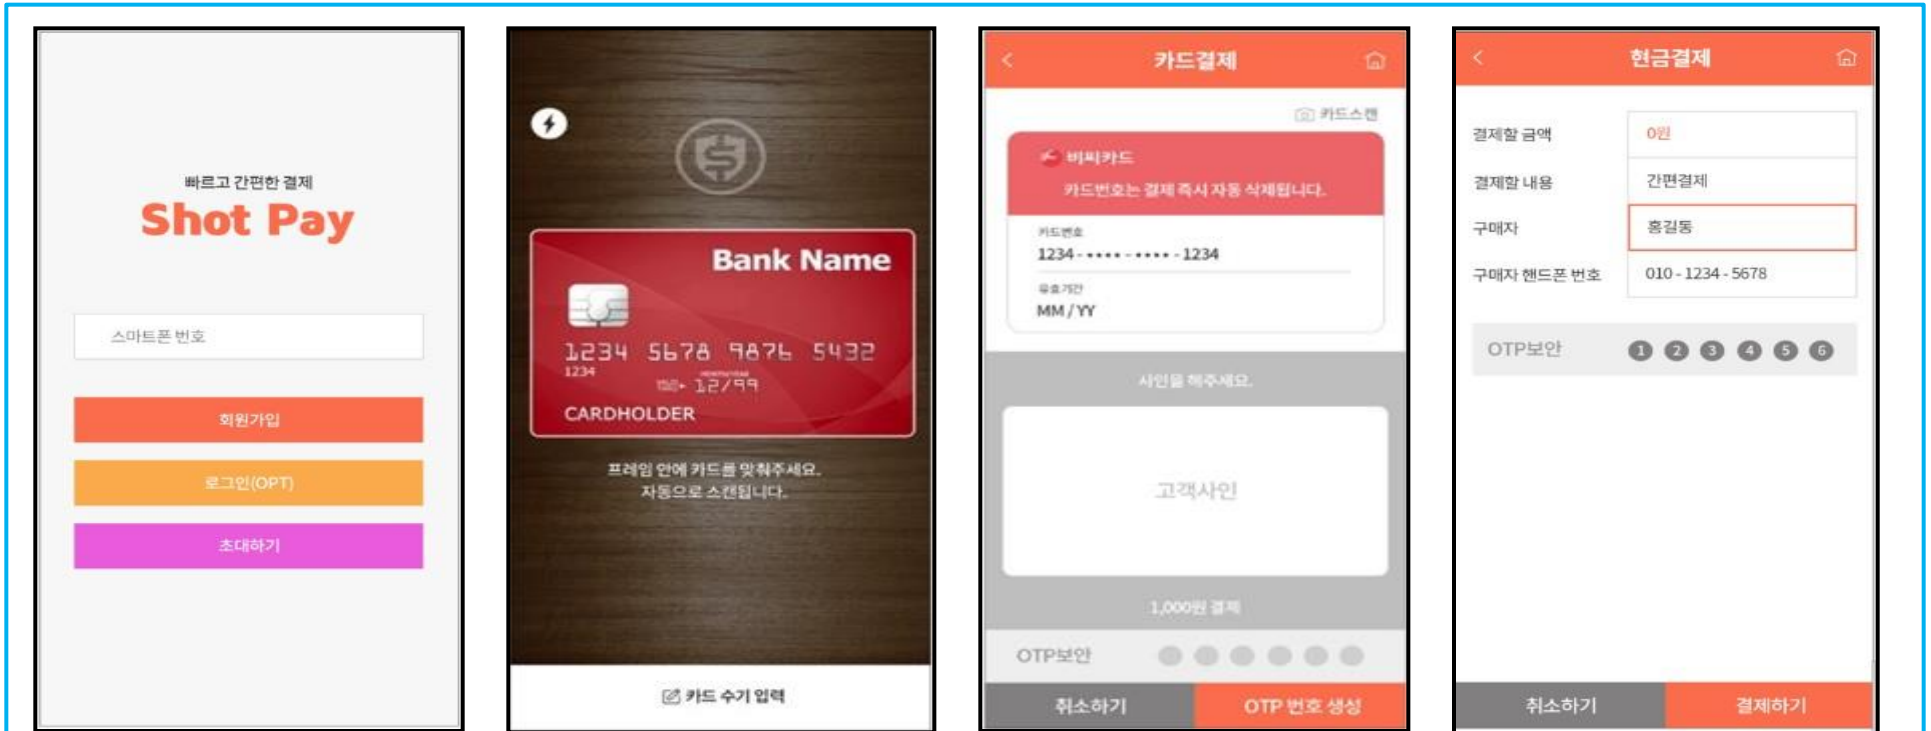 빠르고 간편한 결제
Shot Pay
스마트폰 번호
회원가입
로그인(OPT)
초대하기
Bank Name
1234 5678 9876 5432
1234
12/99
CARDHOLDER
프레임 안에 카드를 맞춰주세요.
자동으로 스캔됩니다.
카드 수기 입력
카드결제
카드스캔
비씨카드
카드번호는 결제 즉시 자동 삭제됩니다.
카드번호
1234 - •••• - •••• - 1234
유효기간
MM / YY
사인을 해주세요.
고객사인
1,000원 결제
OTP보안
취소하기 OTP 번호 생성
현금결제
결제할 금액 0원
결제할 내용 간편결제
구매자 홍길동
구매자 핸드폰 번호 010 - 1234 - 5678
OTP보안 1 2 3 4 5 6
취소하기 결제하기